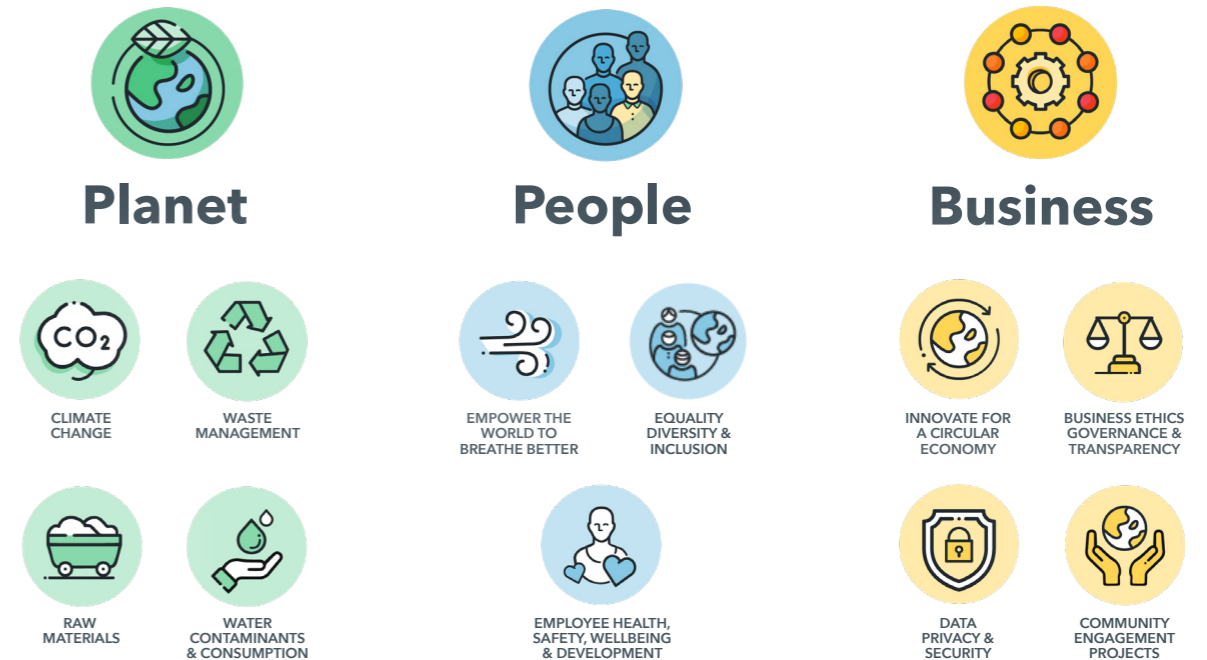 Planet
People
Business
CO2
CLIMATE
CHANGE
WASTE
MANAGEMENT
EMPOWER THE
WORLD TO
BREATHE BETTER
EQUALITY
DIVERSITY &
INCLUSION
INNOVATE FOR
A CIRCULAR
ECONOMY
BUSINESS ETHICS
GOVERNANCE &
TRANSPARENCY
RAW
MATERIALS
WATER
CONTAMINANTS
& CONSUMPTION
EMPLOYEE HEALTH,
SAFETY, WELLBEING
& DEVELOPMENT
DATA
PRIVACY &
SECURITY
COMMUNITY
ENGAGEMENT
PROJECTS